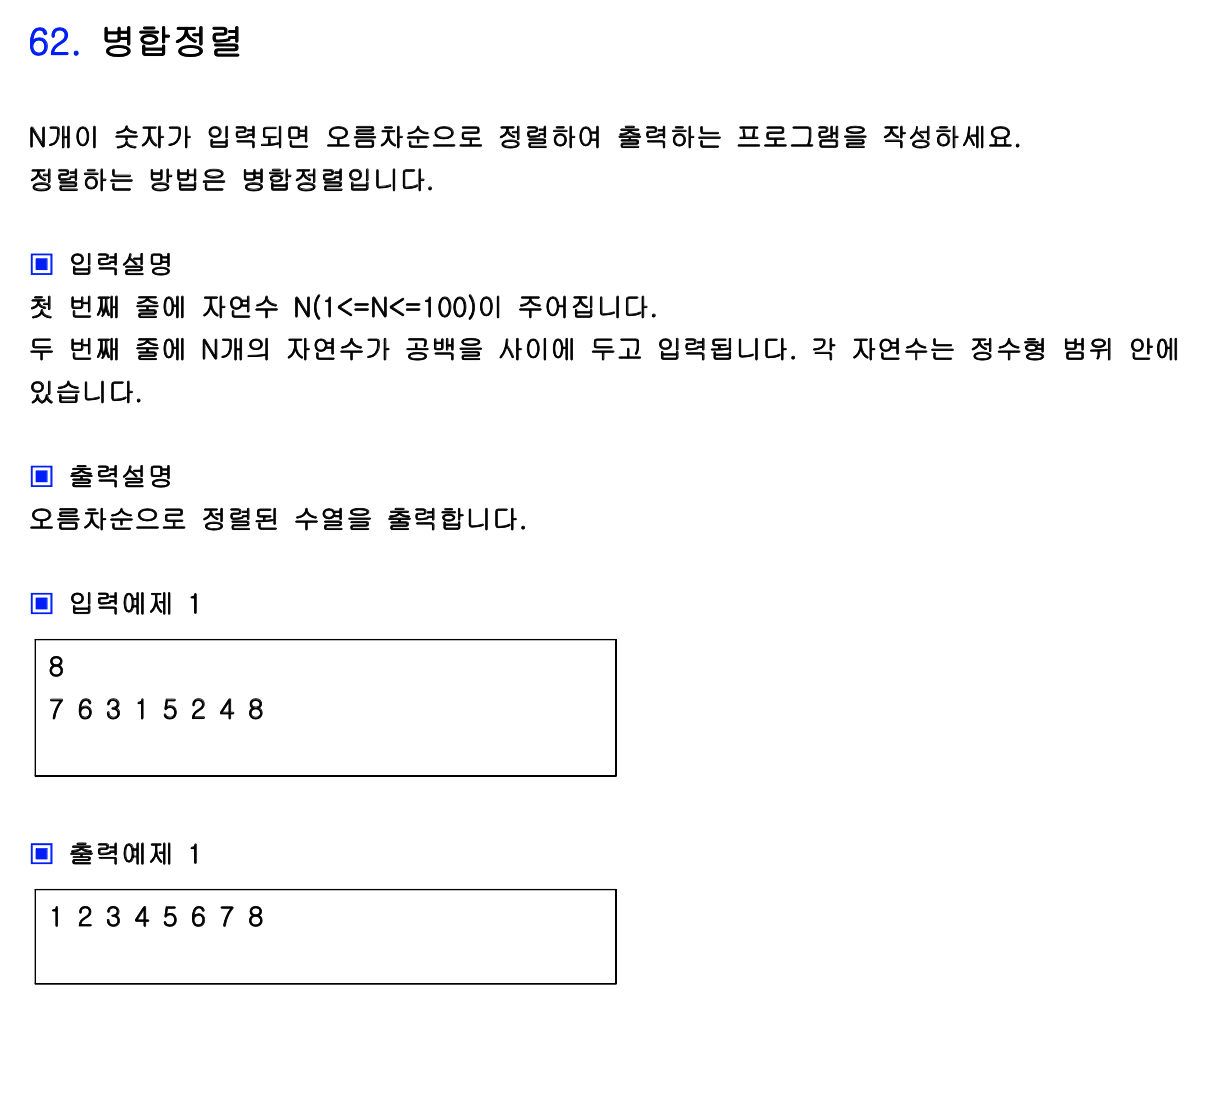 62. 병합정렬
N개이 숫자가 입력되면 오름차순으로 정렬하여 출력하는 프로그램을 작성하세요.
정렬하는 방법은 병합정렬입니다.
▣ 입력설명
첫 번째 줄에 자연수 N(1<=N<=100)이 주어집니다.
두 번째 줄에 N개의 자연수가 공백을 사이에 두고 입력됩니다. 각 자연수는 정수형 범위 안에
있습니다.
▣ 출력설명
오름차순으로 정렬된 수열을 출력합니다.
▣ 입력예제 1
8
7 6 3 1 5 2 4 8
▣ 출력예제 1
1 2 3 4 5 6 7 8